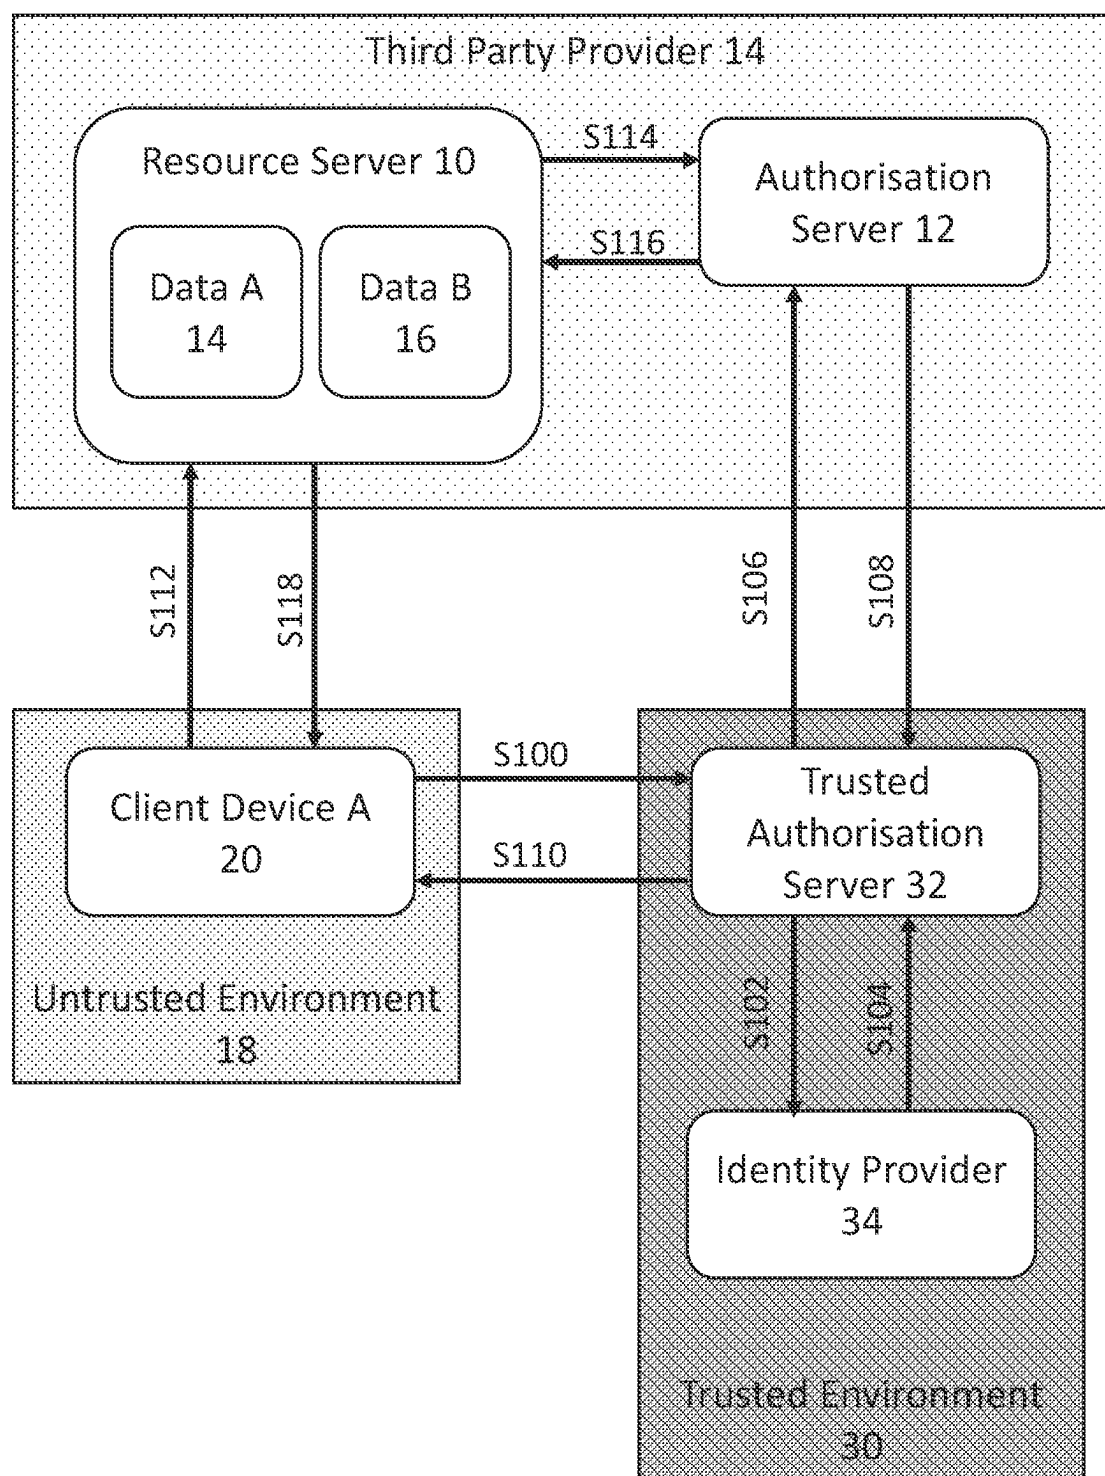 Third Party Provider 14
Resource Server 10
S114
Authorisation
Server 12
S116
Data A
14
Data B
16
S112
S118
S106
S108
Client Device A
20
S100
S110
Trusted
Authorisation
Server 32
Untrusted Environment
18
S102
S104
Identity Provider
34
Trusted Environment
30